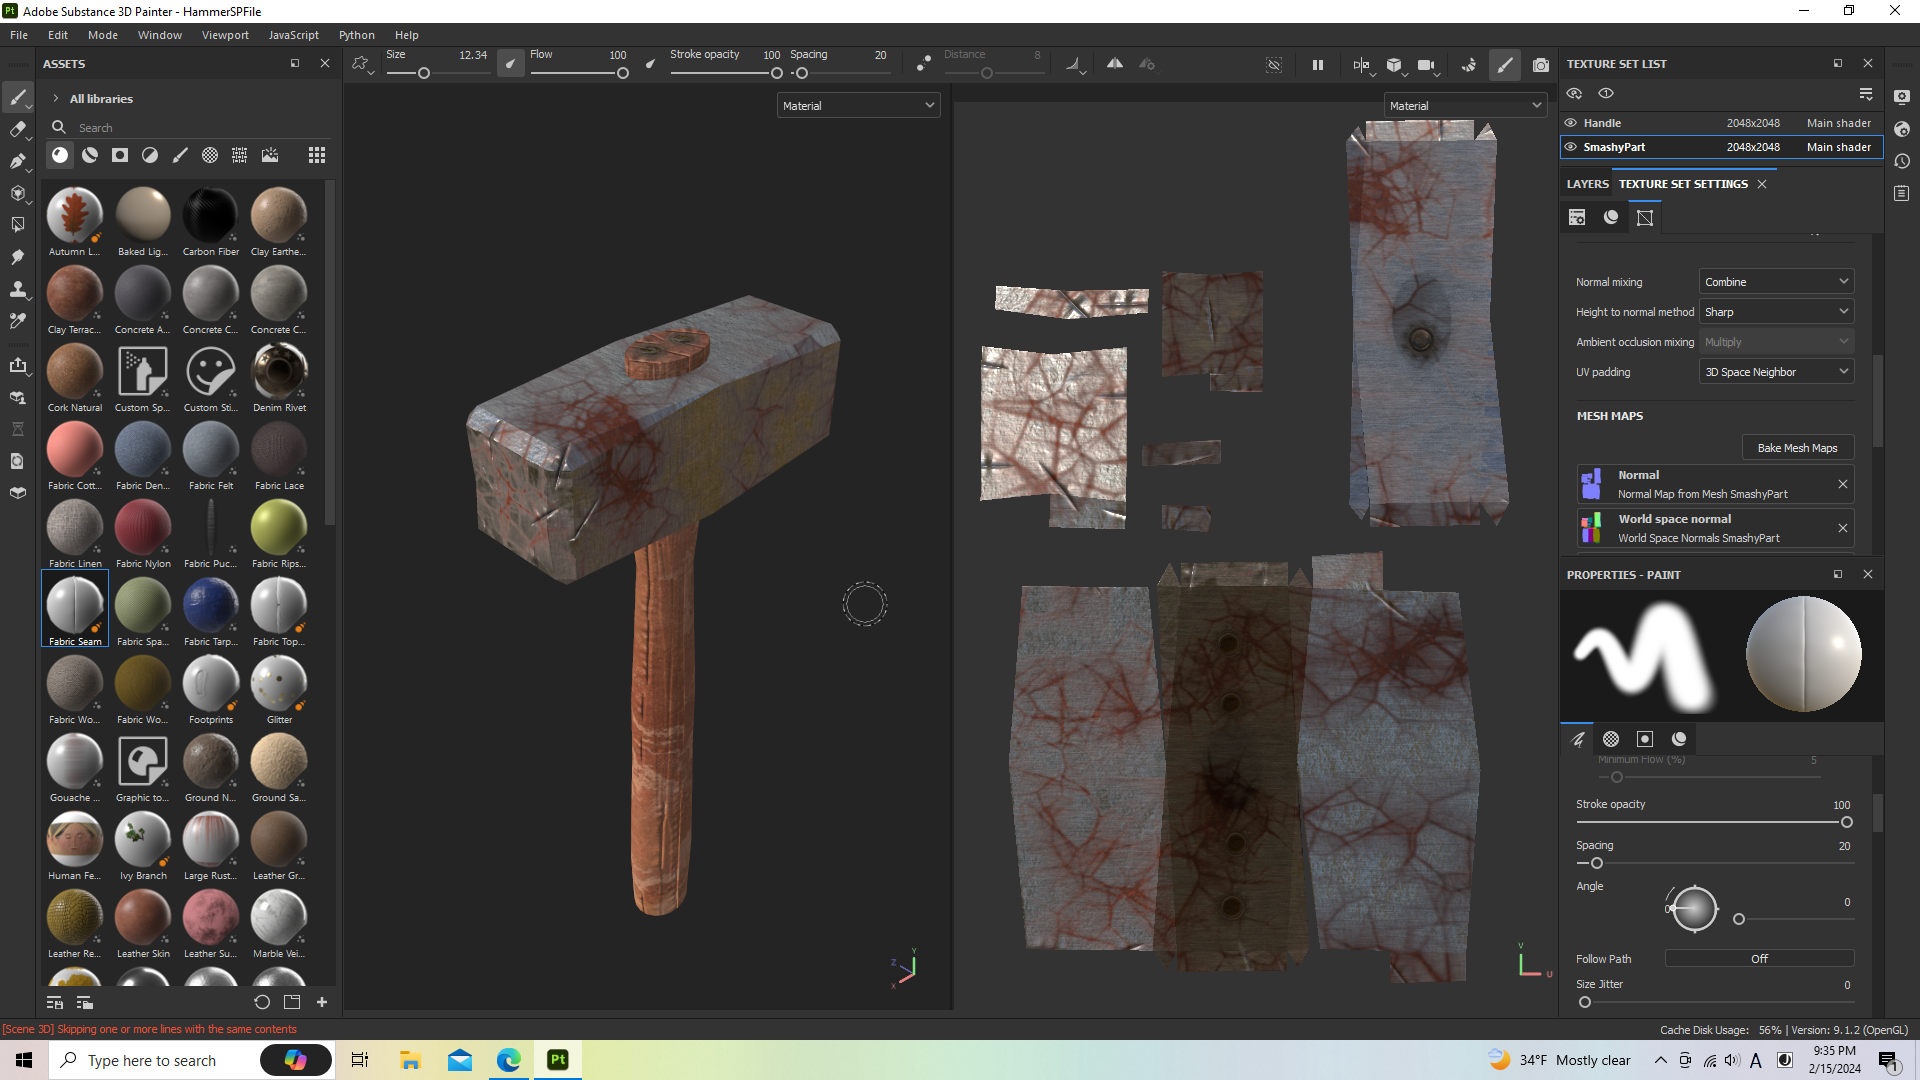 Adobe Substance 3D Painter - HammerSPFile
File Edit Mode Window Viewport JavaScript Python Help
ASSETS
Size 12.34 Flow 100 Stroke opacity 100 Spacing 20 Distance 8
All libraries
Search
Material
Material
Autumn L... Baked Lig... Carbon Fiber Clay Earthe...
Clay Terrac... Concrete A... Concrete C... Concrete C...
Cork Natural Custom Sp... Custom Sti... Denim Rivet
Fabric Cott... Fabric Den... Fabric Felt Fabric Lace
Fabric Linen Fabric Nylon Fabric Puc... Fabric Rips...
Fabric Seam Fabric Spa... Fabric Tarp... Fabric Top...
Fabric Wo... Fabric Wo... Footprints Glitter
Gouache ... Graphic to... Ground N... Ground Sa...
Human Fe... Ivy Branch Large Rust... Leather Gr...
Leather Re... Leather Skin Leather Su... Marble Vei...
Y
Z
X
V
U
TEXTURE SET LIST
Handle 2048x2048 Main shader
SmashyPart 2048x2048 Main shader
LAYERS TEXTURE SET SETTINGS
Normal mixing Combine
Height to normal method Sharp
Ambient occlusion mixing Multiply
UV padding 3D Space Neighbor
MESH MAPS
Bake Mesh Maps
Normal
Normal Map from Mesh SmashyPart
World space normal
World Space Normals SmashyPart
PROPERTIES - PAINT
Minimum Flow (%) 5
Stroke opacity 100
Spacing 20
Angle 0 0
Follow Path Off
Size Jitter 0
[Scene 3D] Skipping one or more lines with the same contents
Cache Disk Usage: 56% | Version: 9.1.2 (OpenGL)
Type here to search
Pt
34°F Mostly clear
A
9:35 PM
2/15/2024
1